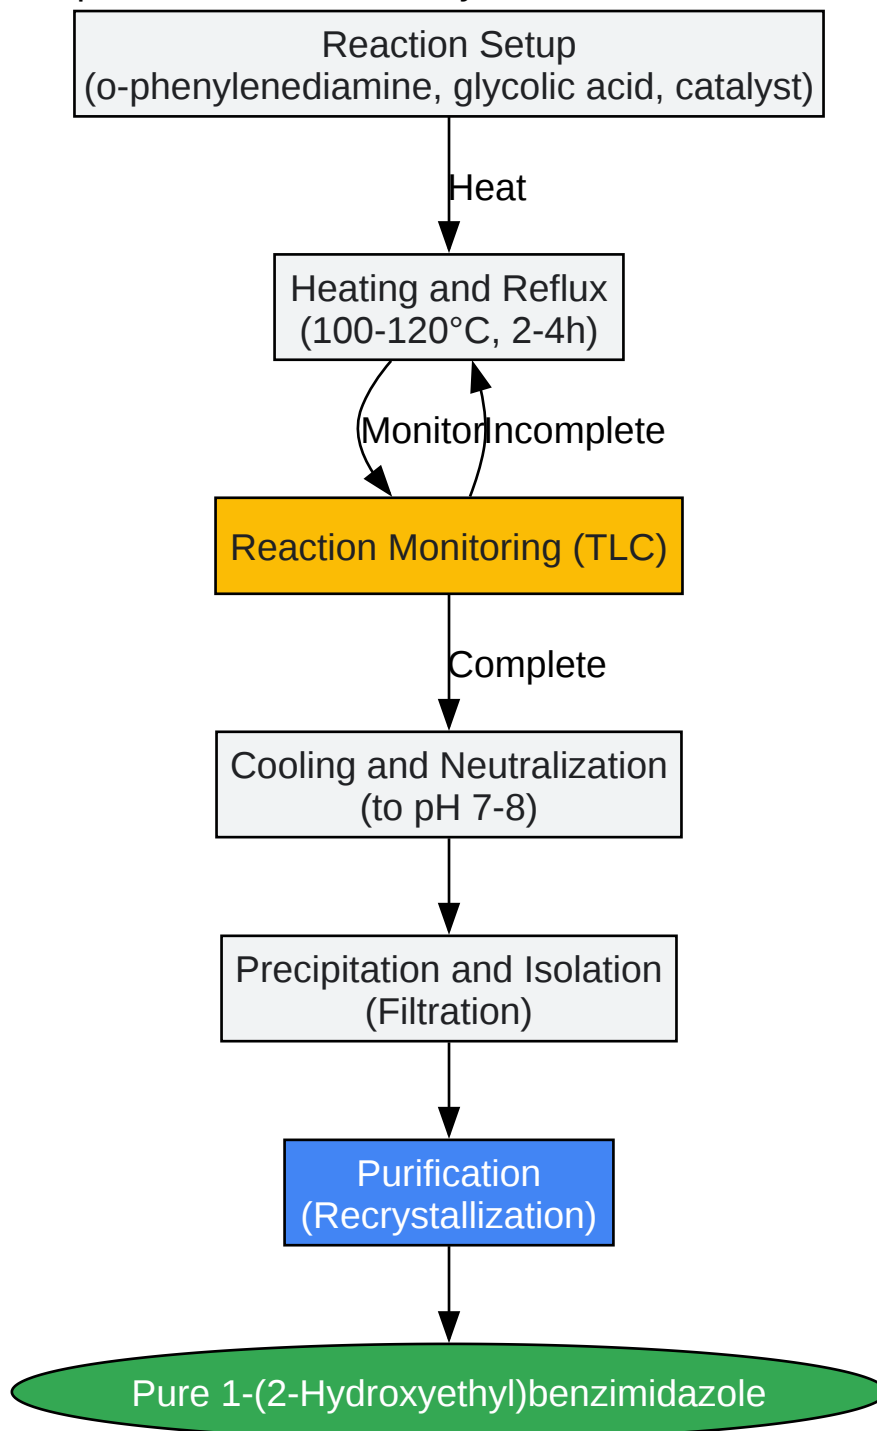 Reaction Setup
(o-phenylenediamine, glycolic acid, catalyst)
Heat
Heating and Reflux
(100-120°C, 2-4h)
Monitor
Incomplete
Reaction Monitoring (TLC)
Complete
Cooling and Neutralization
(to pH 7-8)
Precipitation and Isolation
(Filtration)
Purification
(Recrystallization)
Pure 1-(2-Hydroxyethyl)benzimidazole